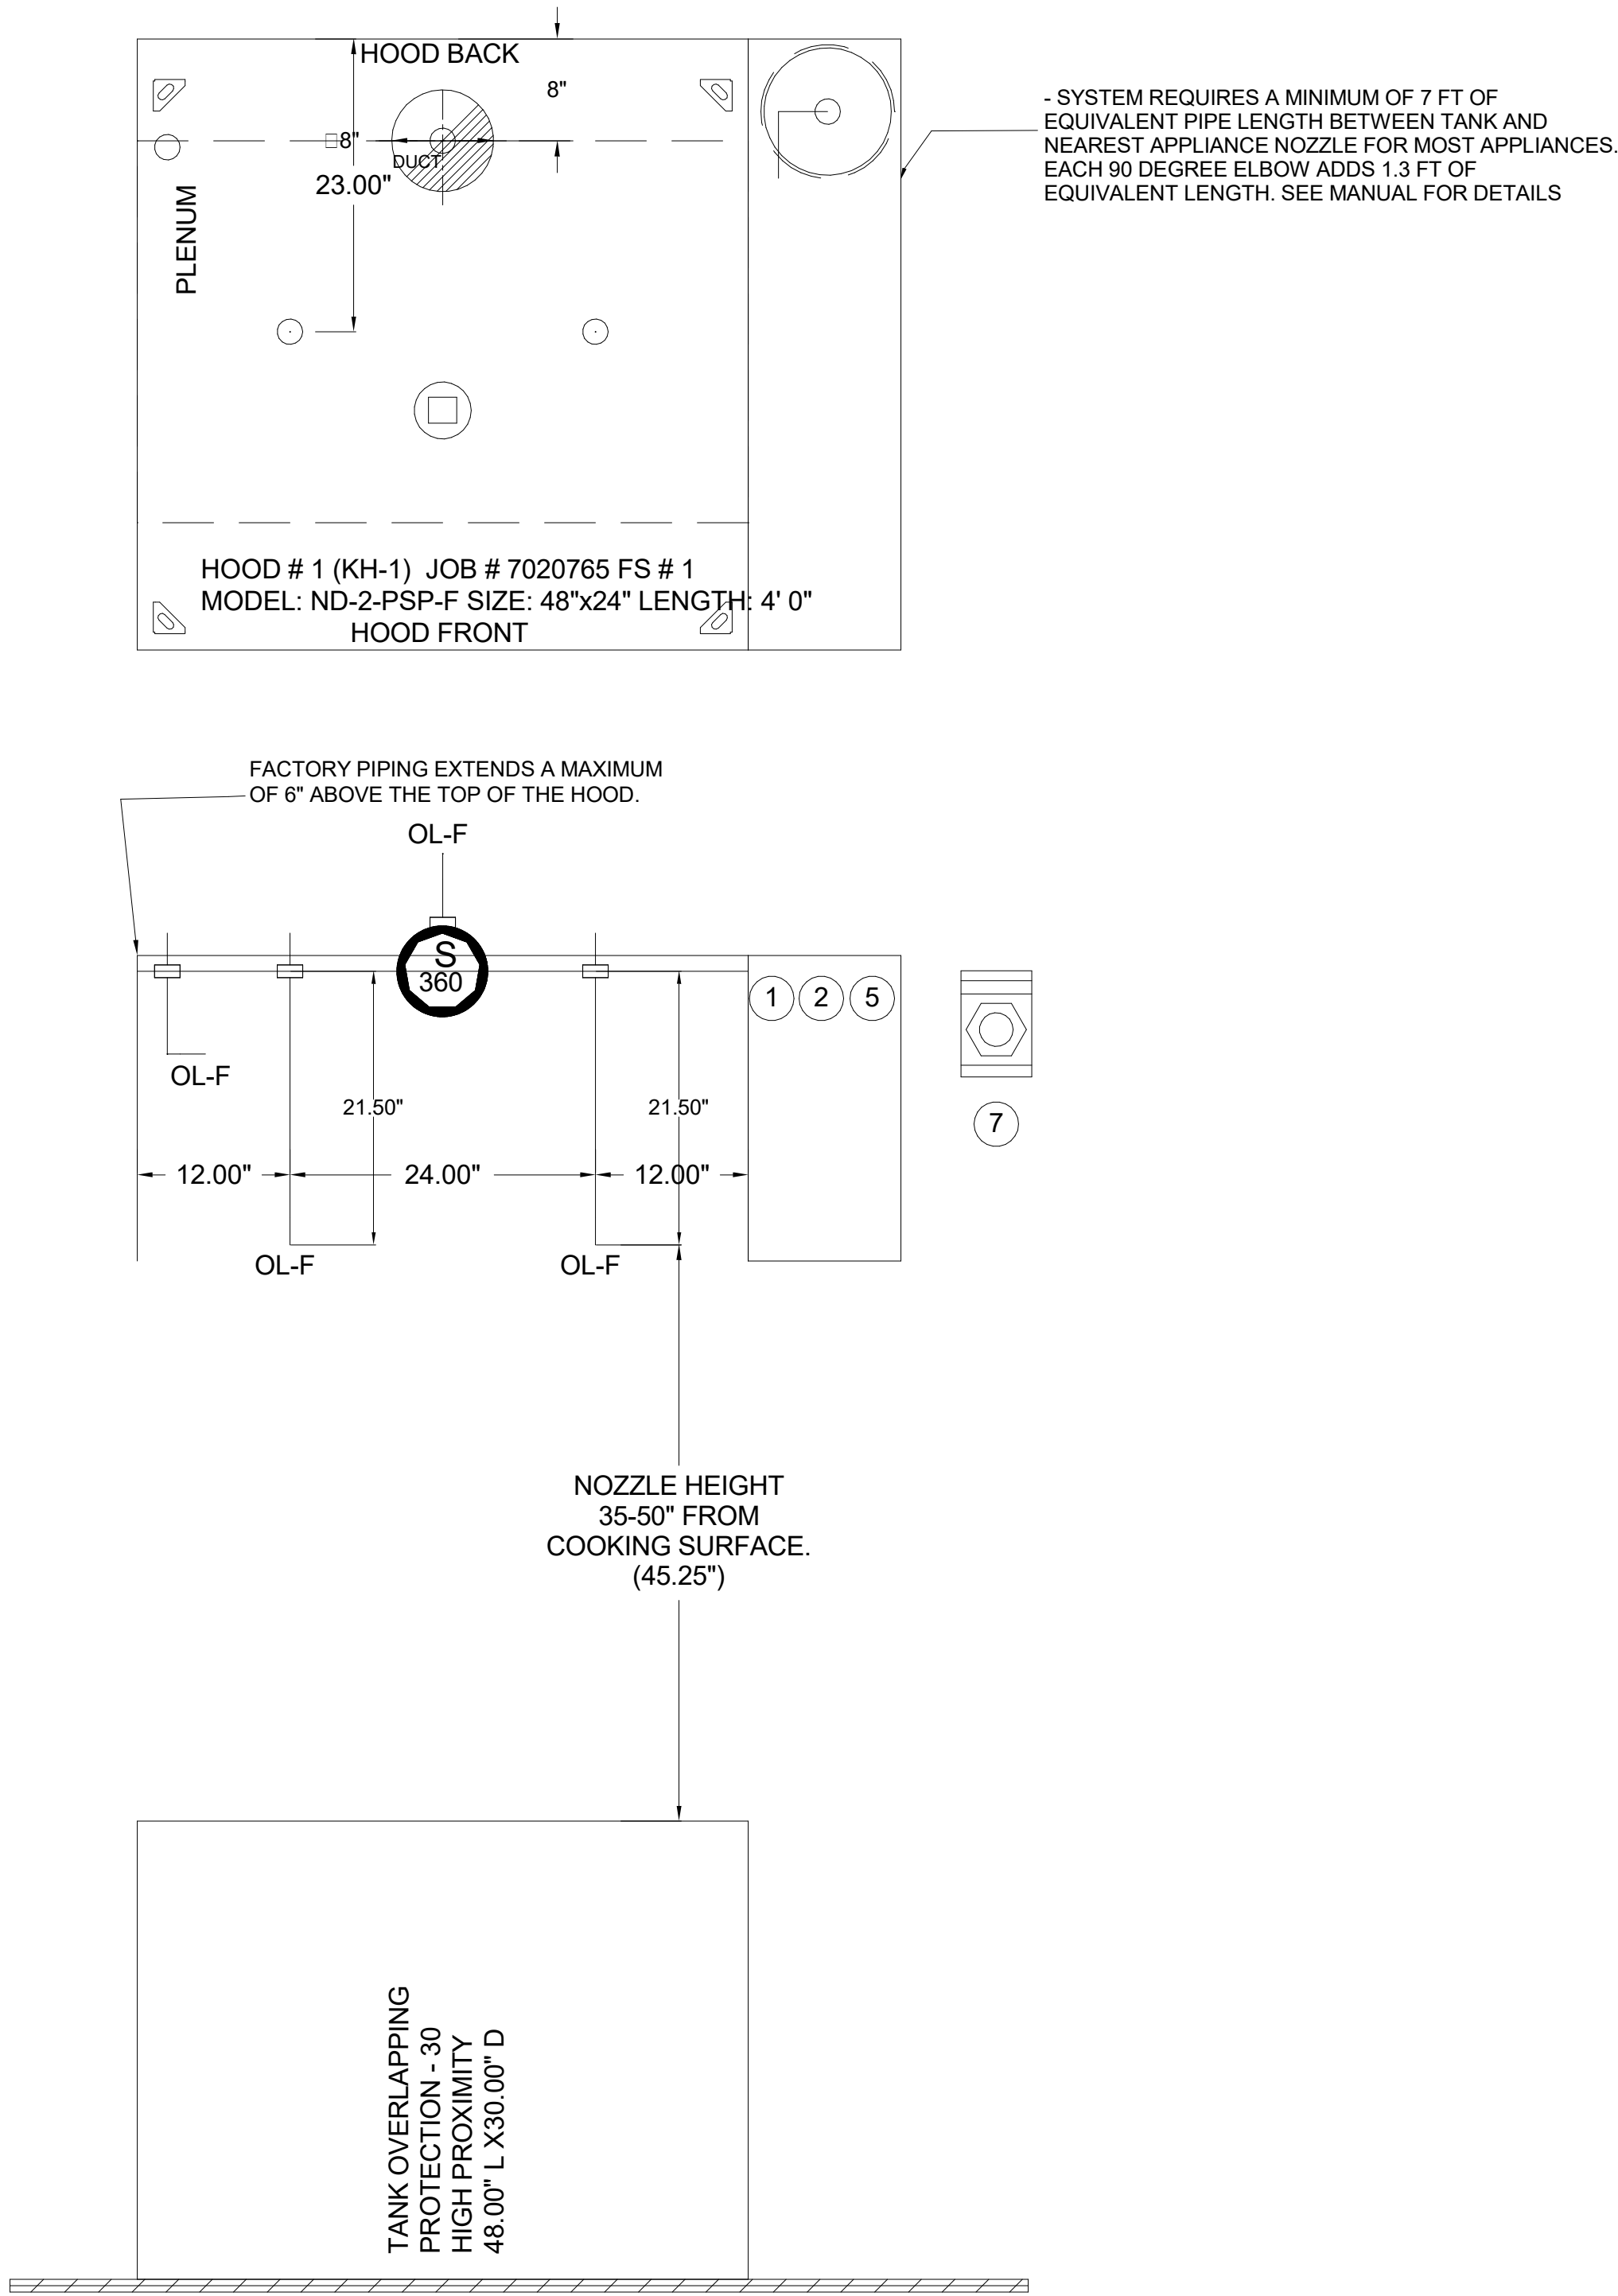 HOOD BACK
8"
□8"
DUCT
23.00"
PLENUM
- SYSTEM REQUIRES A MINIMUM OF 7 FT OF
EQUIVALENT PIPE LENGTH BETWEEN TANK AND
NEAREST APPLIANCE NOZZLE FOR MOST APPLIANCES.
EACH 90 DEGREE ELBOW ADDS 1.3 FT OF
EQUIVALENT LENGTH. SEE MANUAL FOR DETAILS
HOOD # 1 (KH-1) JOB # 7020765 FS # 1
MODEL: ND-2-PSP-F SIZE: 48"x24" LENGTH: 4' 0"
HOOD FRONT
FACTORY PIPING EXTENDS A MAXIMUM
OF 6" ABOVE THE TOP OF THE HOOD.
OL-F
S
360
1 2 5
OL-F
7
21.50" 21.50"
12.00" 24.00" 12.00"
OL-F OL-F
NOZZLE HEIGHT
35-50" FROM
COOKING SURFACE.
(45.25")
TANK OVERLAPPING
PROTECTION - 30
HIGH PROXIMITY
48.00" L X30.00" D